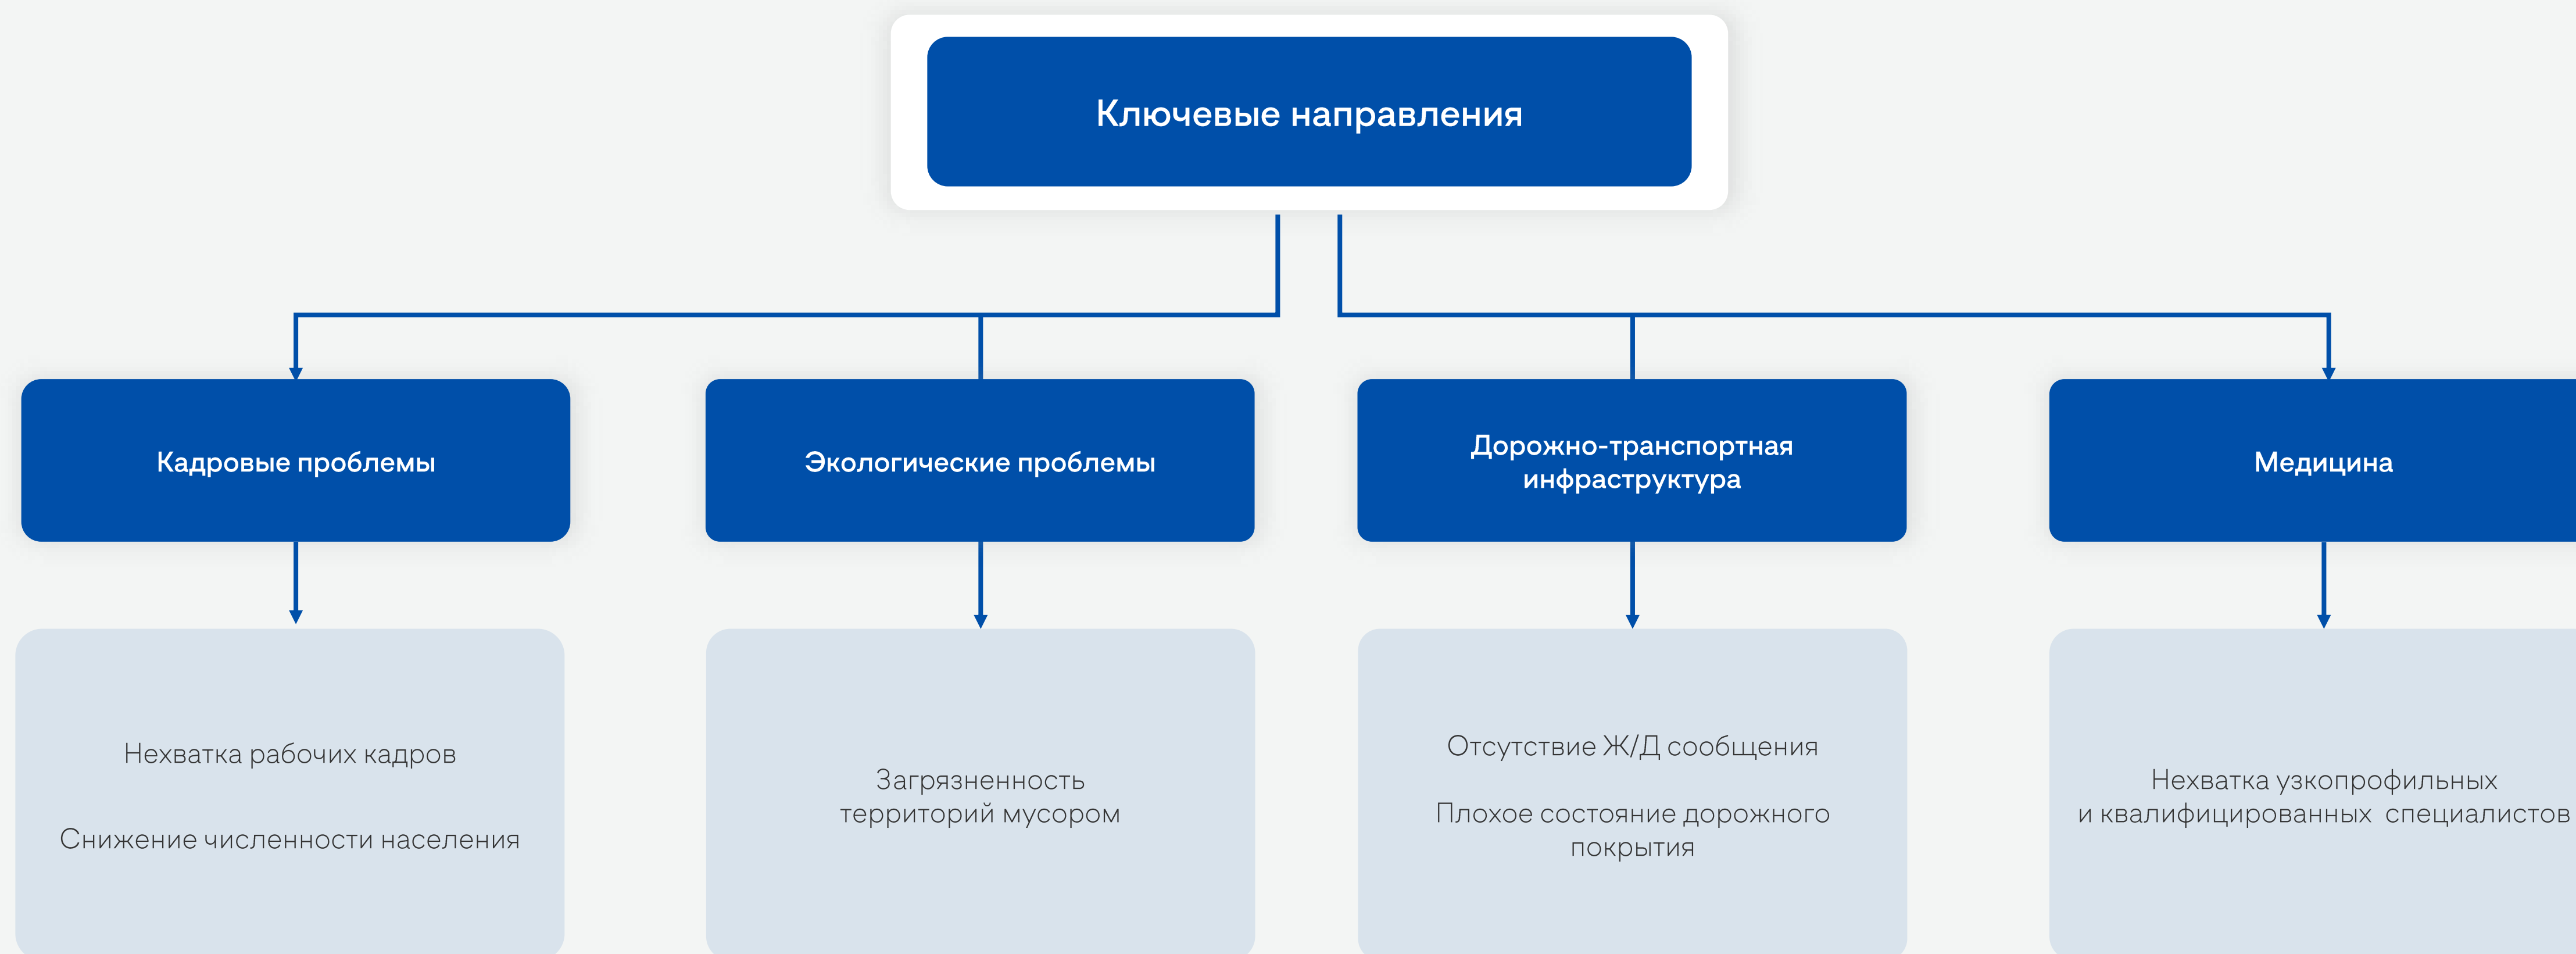 Ключевые направления
Кадровые проблемы
Экологические проблемы
Дорожно-транспортная
инфраструктура
Медицина
Нехватка рабочих кадров
Снижение численности населения
Загрязненность
территорий мусором
Отсутствие Ж/Д сообщения
Плохое состояние дорожного
покрытия
Нехватка узкопрофильных
и квалифицированных  специалистов